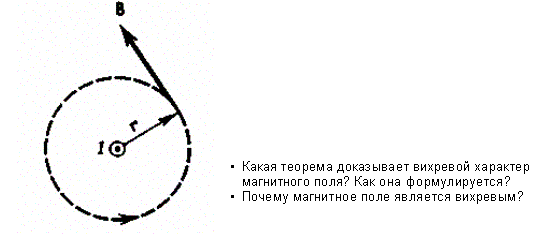 B
r
I
• Какая теорема доказывает вихревой характер
магнитного поля? Как она формулируется?
• Почему магнитное поле является вихревым?